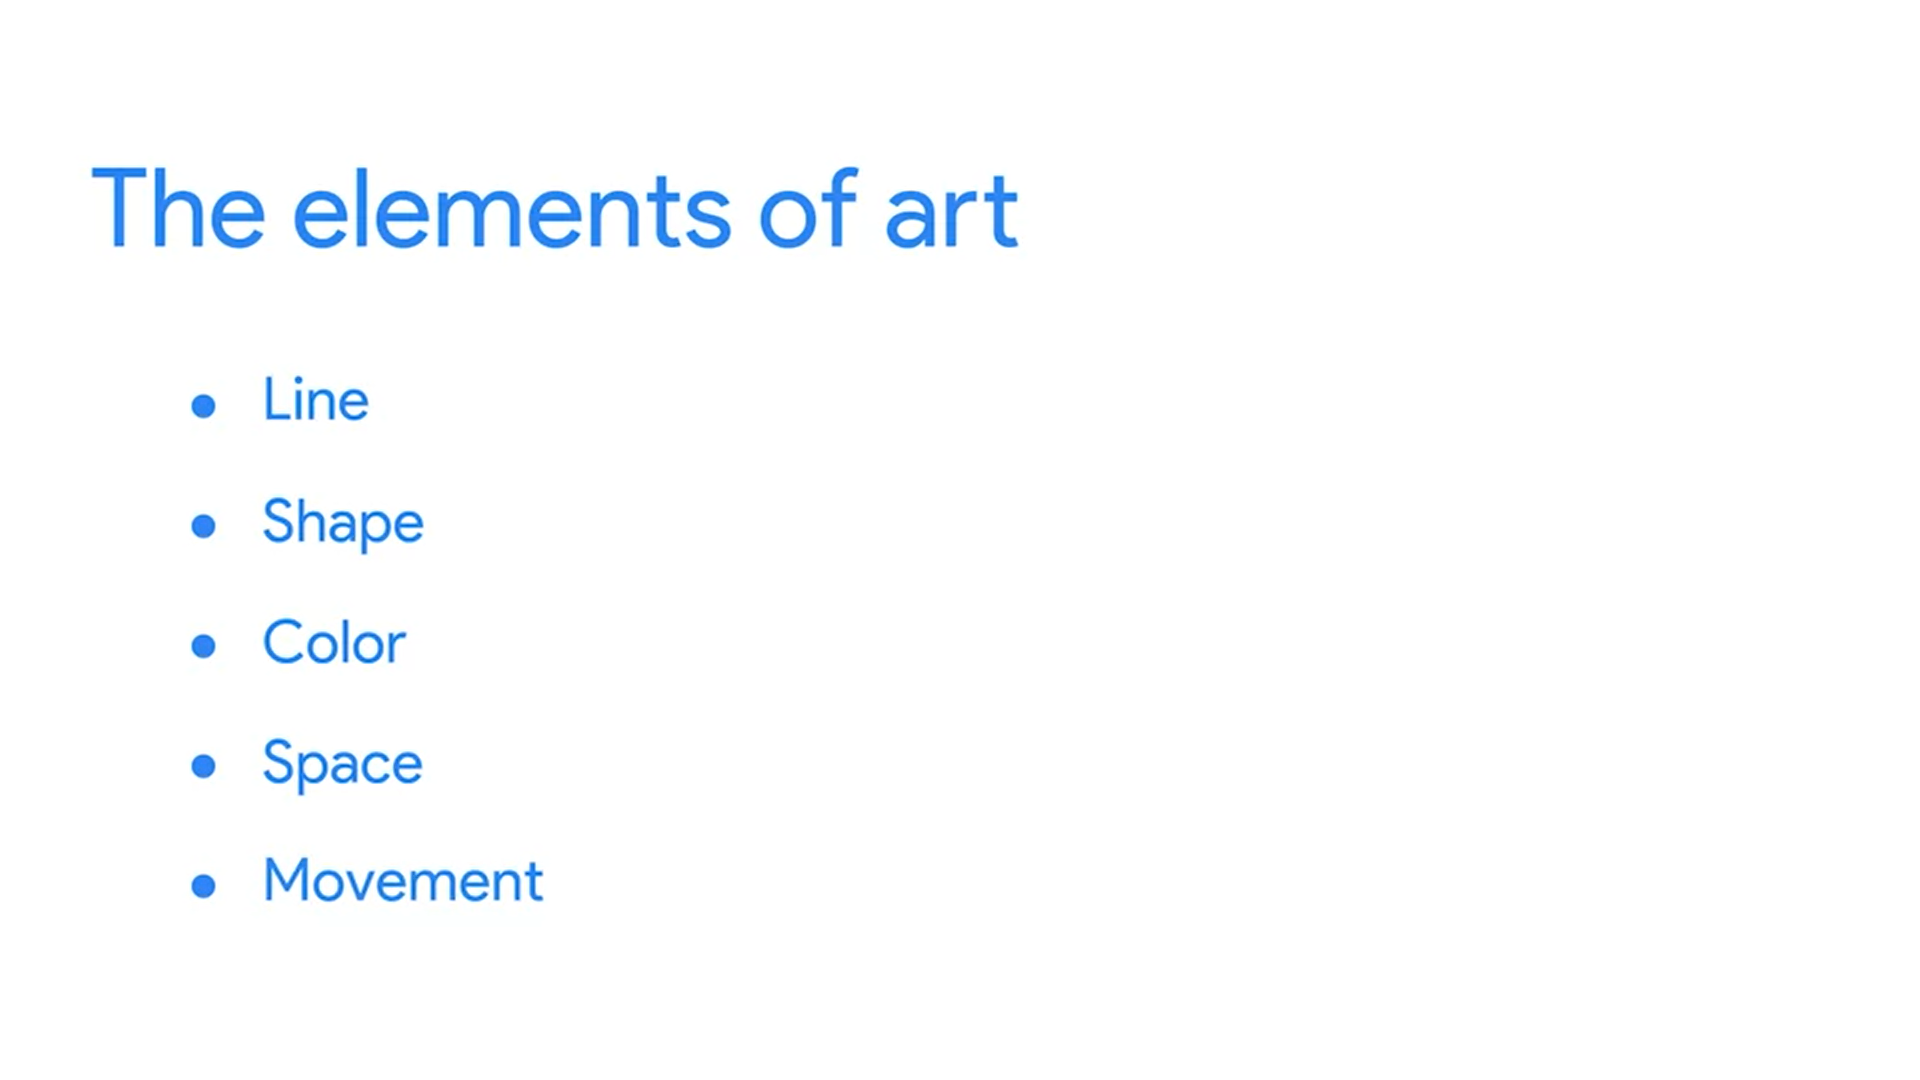 The elements of art
• Line
• Shape
• Color
• Space
• Movement